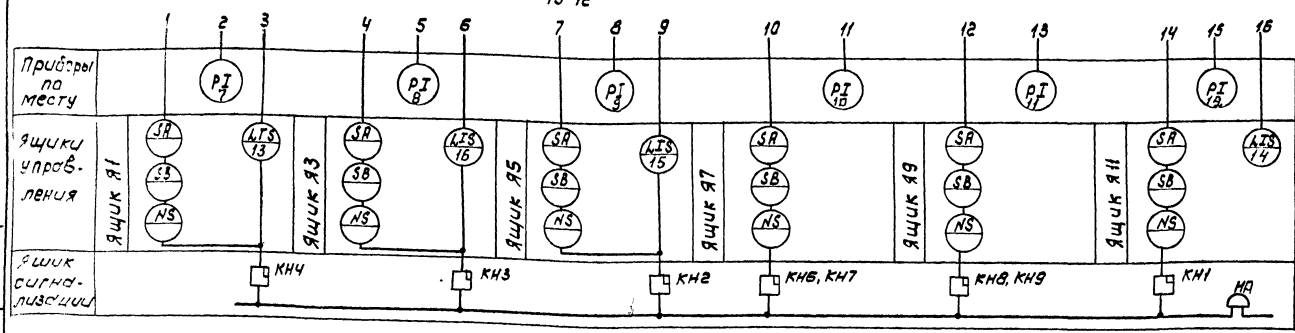 13 12
1 2 3 4 5 6 7 8 9 10 11 12 13 14 15 16
Приборы
по
месту
PI
7
PI
8
PI
9
PI
10
PI
11
PI
12
Ящики
управ-
ления
Ящик Я1
SA
SB
NS
LIS
13
Ящик Я3
SA
SB
NS
LIS
16
Ящик Я5
SA
SB
NS
LIS
15
Ящик Я7
SA
SB
NS
Ящик Я9
SA
SB
NS
Ящик Я11
SA
SB
NS
LIS
14
Ящик
сигна-
лизации
КН4
КН3
КН2
КН6, КН7
КН8, КН9
КН1
НА